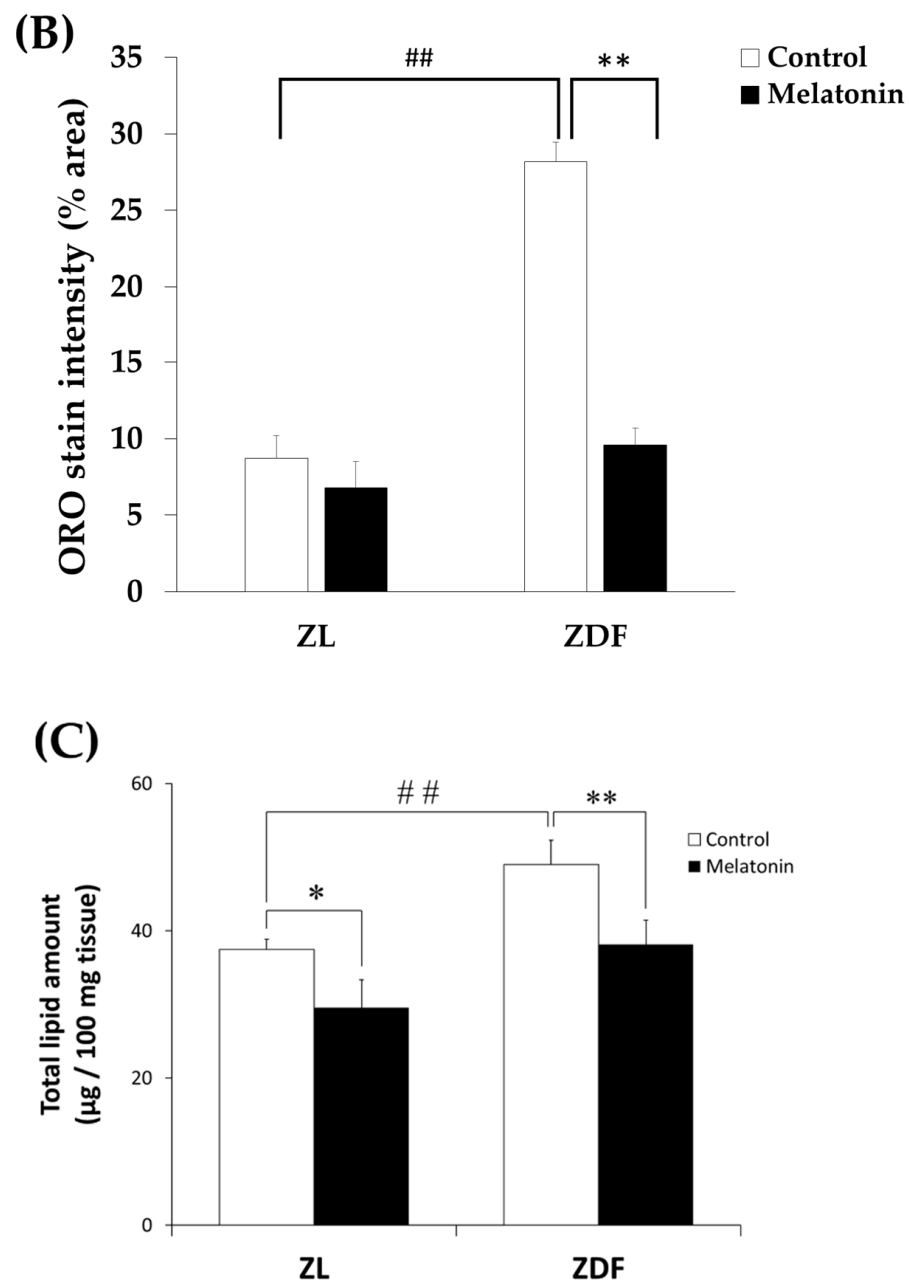 (B)
ORO stain intensity (% area)
35
30
25
20
15
10
5
0
##
**
Control
Melatonin
ZL
ZDF
(C)
Total lipid amount
(μg / 100 mg tissue)
60
40
20
0
# #
**
*
Control
Melatonin
ZL
ZDF